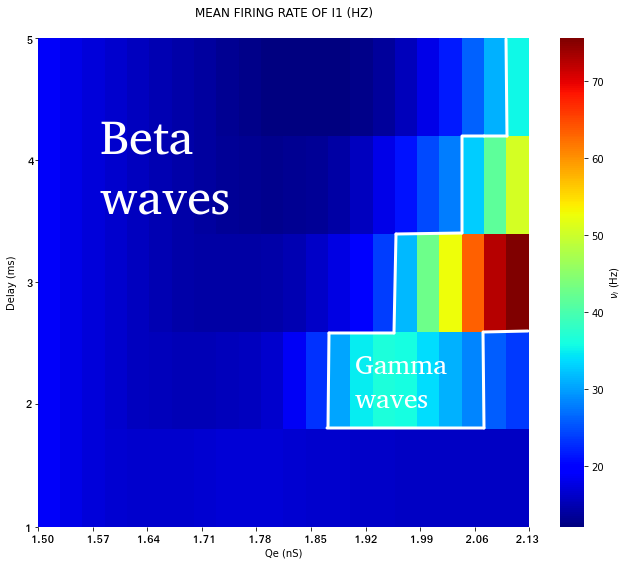 MEAN FIRING RATE OF I1 (HZ)
Beta
waves
Gamma
waves
Delay (ms)
5
4
3
2
1
1.50 1.57 1.64 1.71 1.78 1.85 1.92 1.99 2.06 2.13
Qe (nS)
70
60
50
40
30
20
νI (Hz)